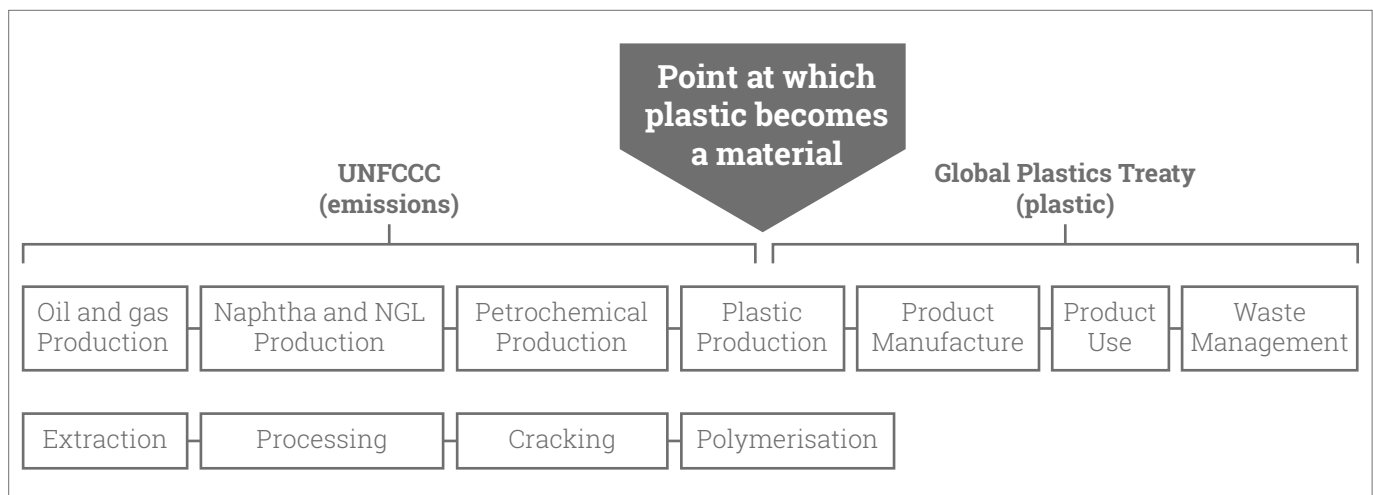 Point at which
plastic becomes
a material
UNFCCC
(emissions)
Global Plastics Treaty
(plastic)
Oil and gas
Production
Naphtha and NGL
Production
Petrochemical
Production
Plastic
Production
Product
Manufacture
Product
Use
Waste
Management
Extraction
Processing
Cracking
Polymerisation